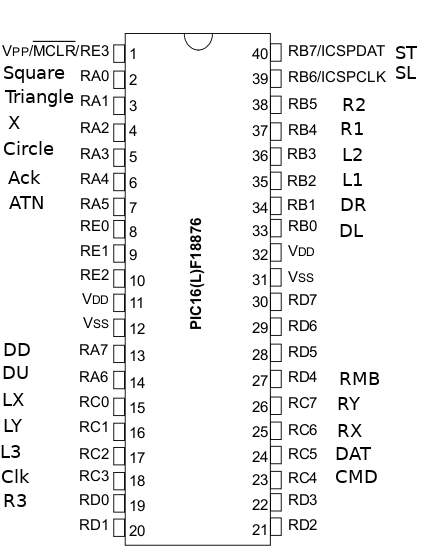 VPP/MCLR/RE3 1 40 RB7/ICSPDAT ST
Square RA0 2 39 RB6/ICSPCLK SL
Triangle RA1 3 38 RB5 R2
X RA2 4 37 RB4 R1
Circle RA3 5 36 RB3 L2
Ack RA4 6 35 RB2 L1
ATN RA5 7 34 RB1 DR
RE0 8 33 RB0 DL
RE1 9 32 VDD
RE2 10 31 VSS
VDD 11 30 RD7
VSS 12 29 RD6
DD RA7 13 28 RD5
DU RA6 14 27 RD4 RMB
LX RC0 15 26 RC7 RY
LY RC1 16 25 RC6 RX
L3 RC2 17 24 RC5 DAT
Clk RC3 18 23 RC4 CMD
R3 RD0 19 22 RD3
RD1 20 21 RD2
PIC16(L)F18876